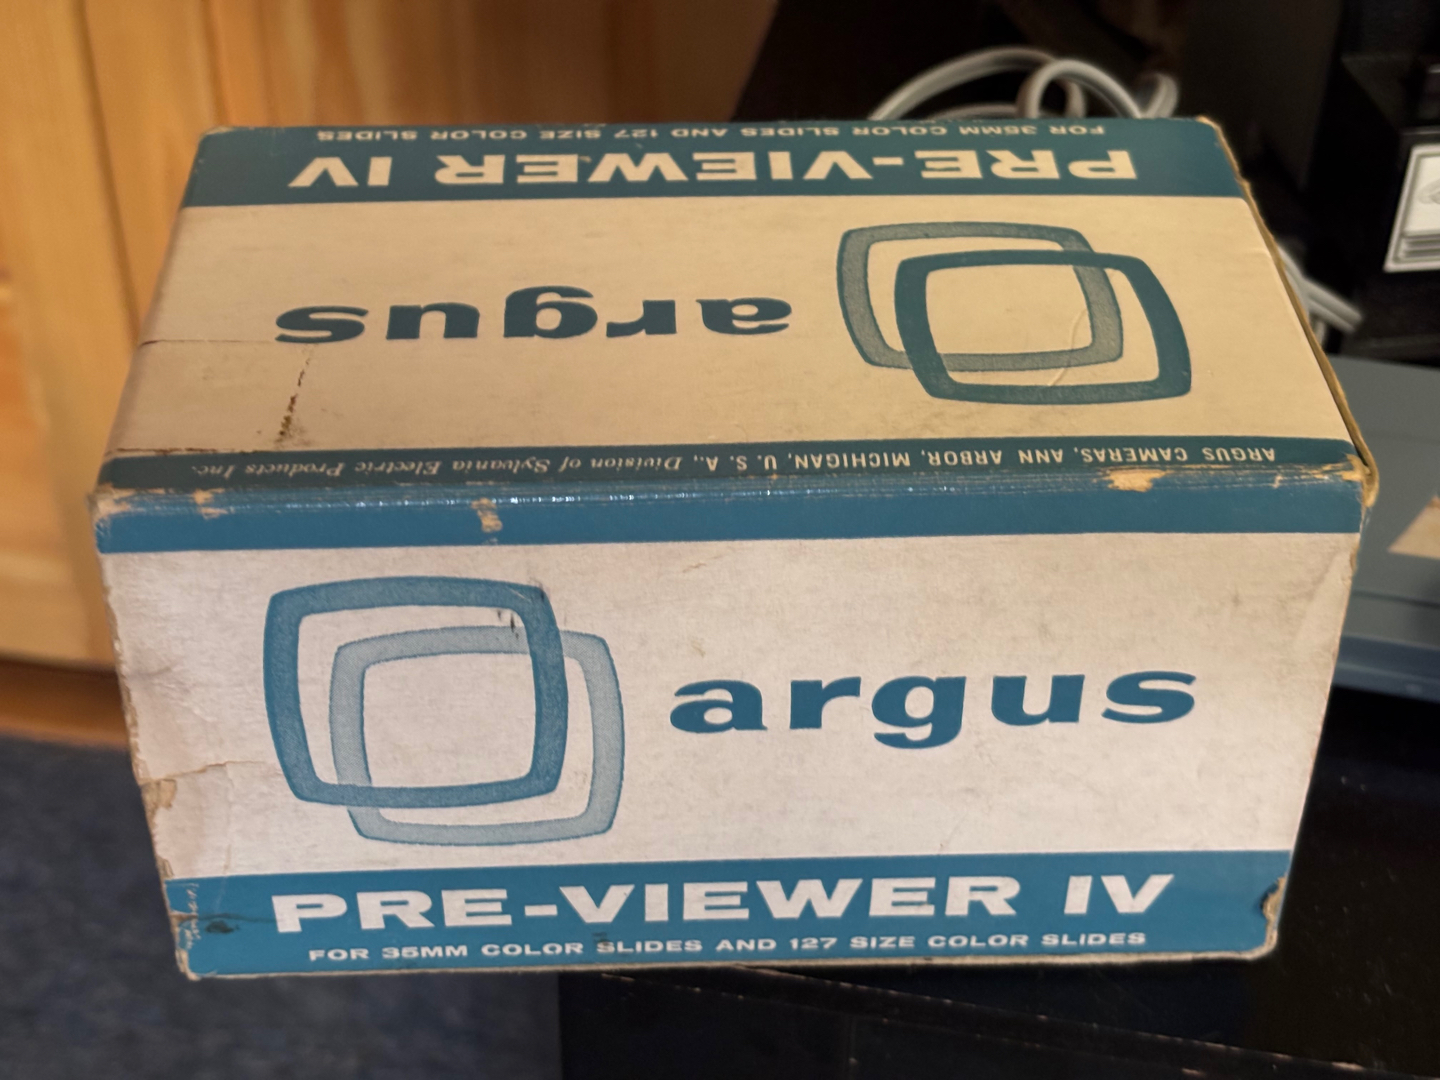 FOR 35MM COLOR SLIDES AND 127 SIZE COLOR SLIDES
PRE-VIEWER IV
argus
ARGUS CAMERAS, ANN ARBOR, MICHIGAN, U. S. A., Division of Sylvania Electric Products Inc.
argus
PRE-VIEWER IV
FOR 35MM COLOR SLIDES AND 127 SIZE COLOR SLIDES